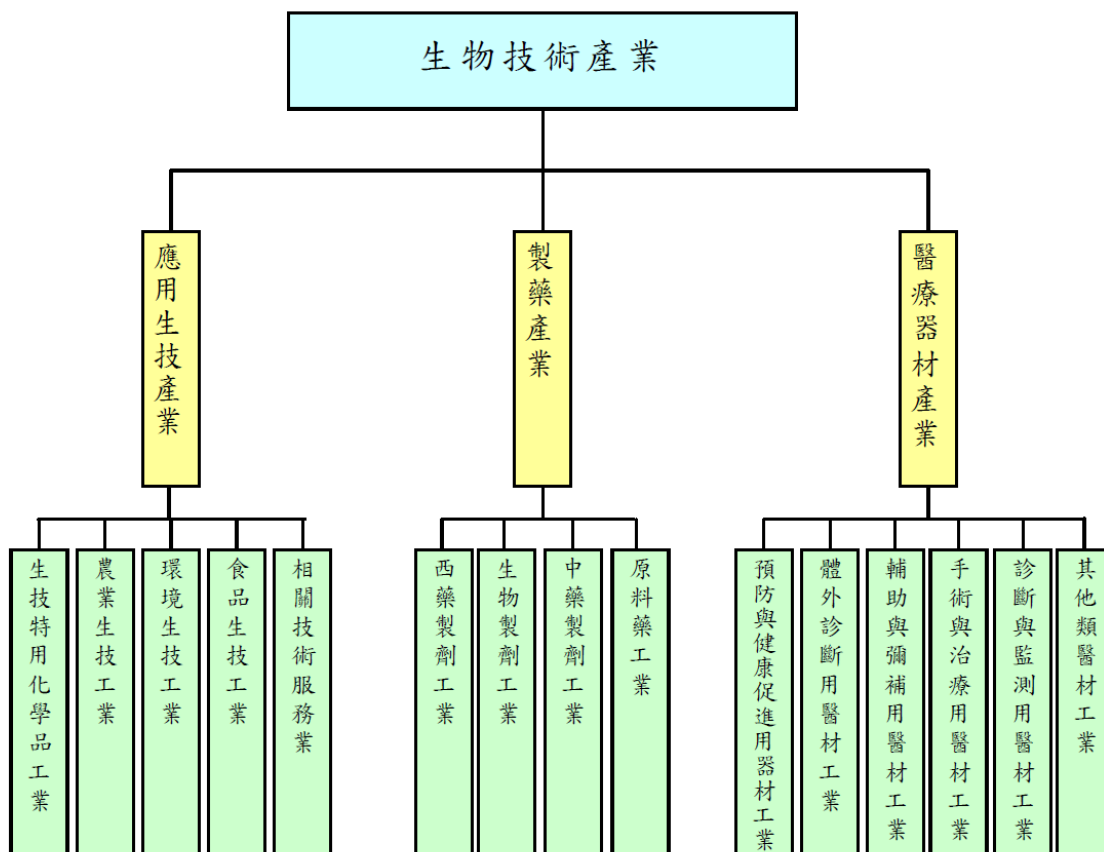 生物技術產業
應用生技產業
製藥產業
醫療器材產業
生技特用化學品工業
農業生技工業
環境生技工業
食品生技工業
相關技術服務業
西藥製劑工業
生物製劑工業
中藥製劑工業
原料藥工業
預防與健康促進用器材工業
體外診斷用醫材工業
輔助與彌補用醫材工業
手術與治療用醫材工業
診斷與監測用醫材工業
其他類醫材工業